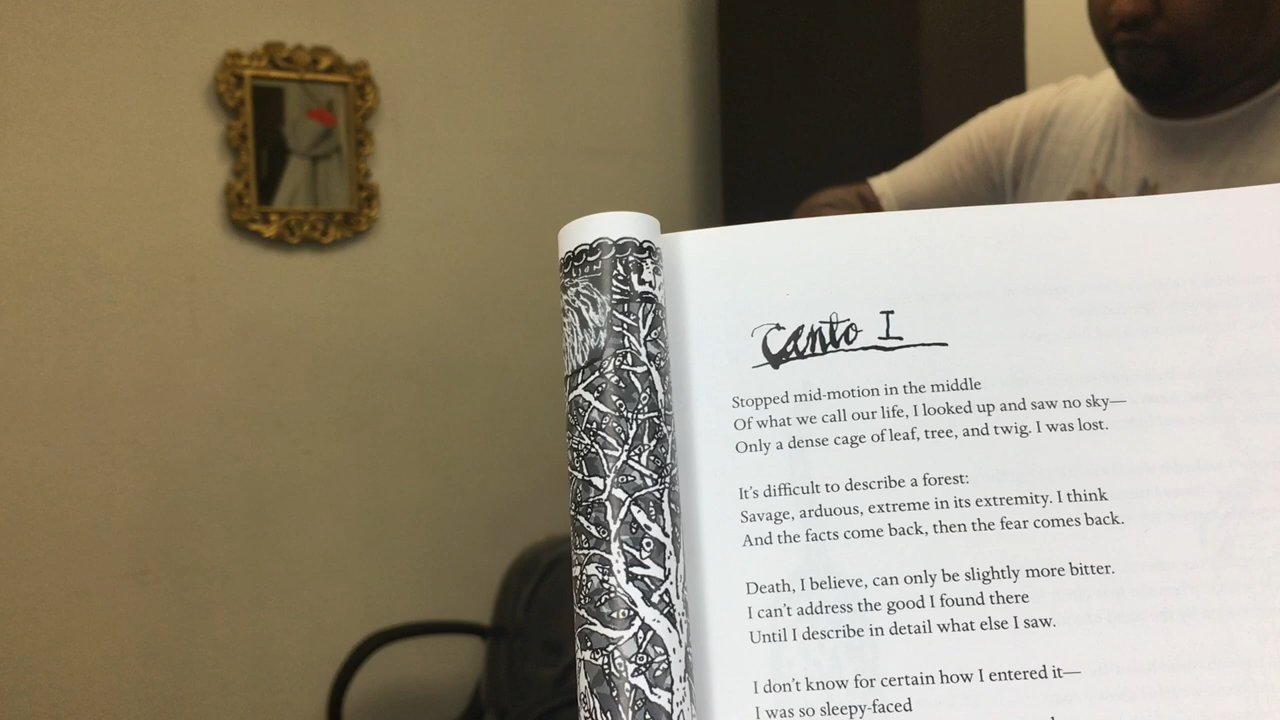 LION
Canto I
Stopped mid-motion in the middle
Of what we call our life, I looked up and saw no sky—
Only a dense cage of leaf, tree, and twig. I was lost.
It's difficult to describe a forest:
Savage, arduous, extreme in its extremity. I think
And the facts come back, then the fear comes back.
Death, I believe, can only be slightly more bitter.
I can't address the good I found there
Until I describe in detail what else I saw.
I don't know for certain how I entered it—
I was so sleepy-faced